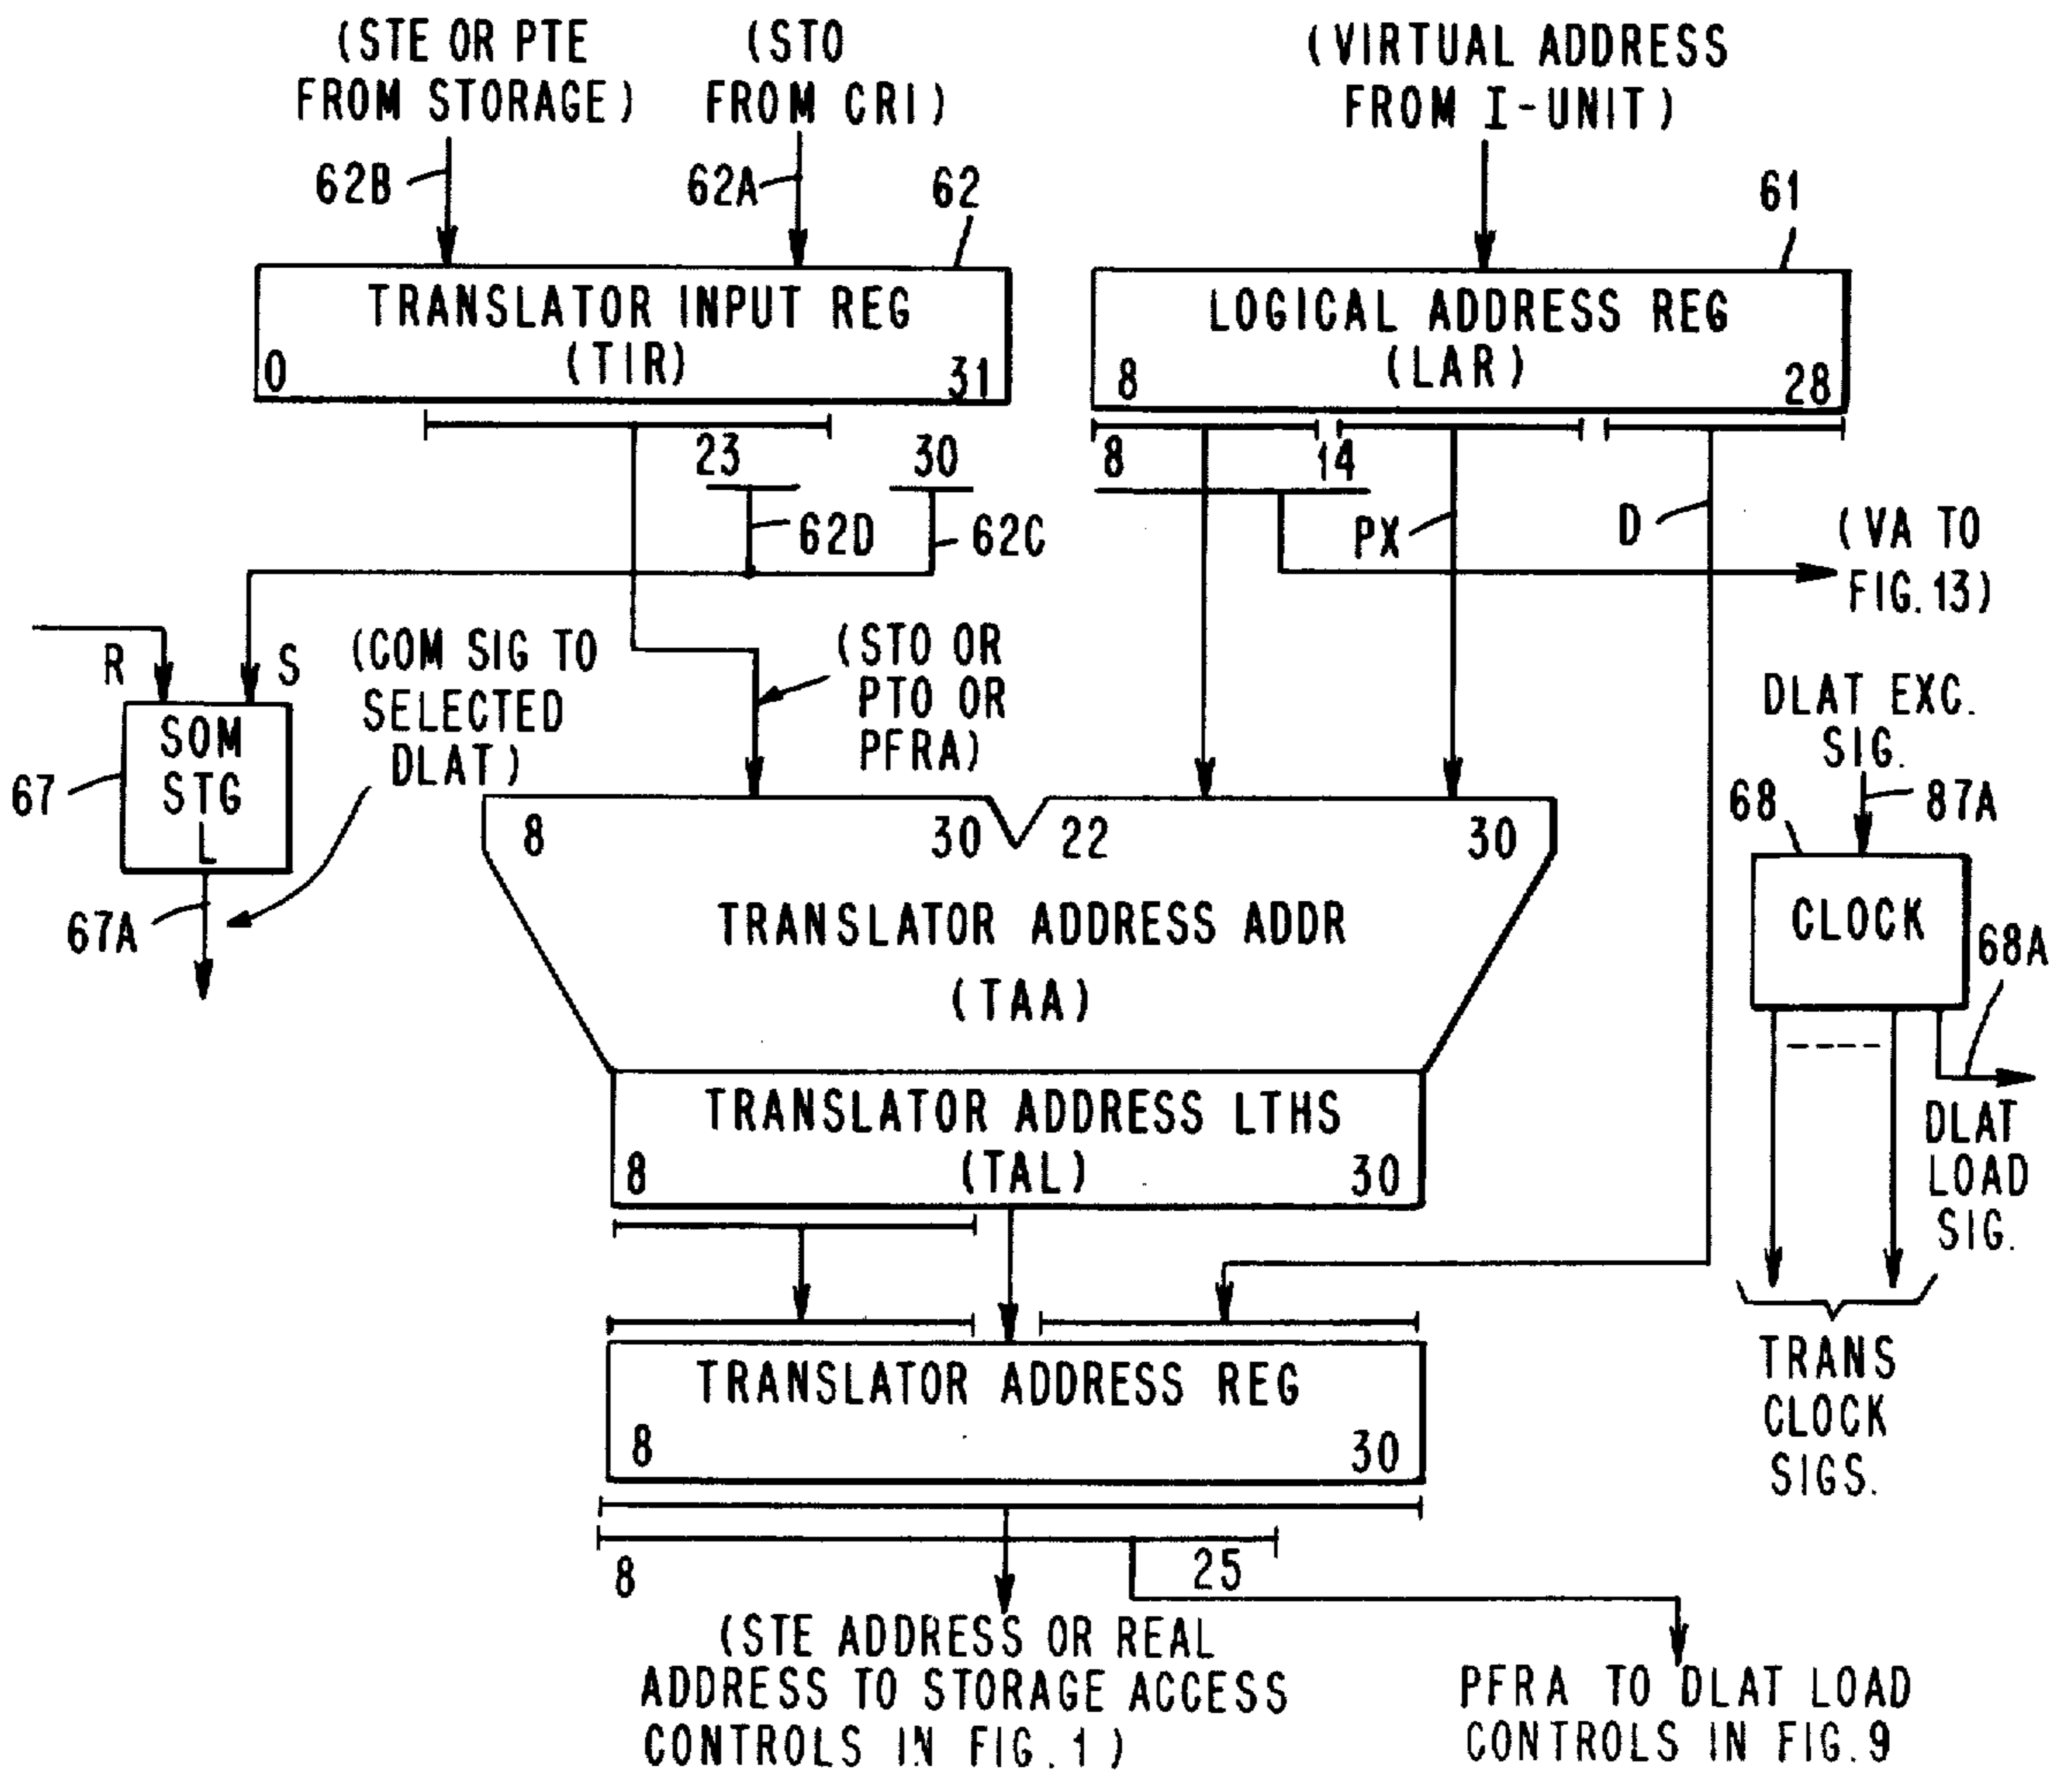 (STE OR PTE
FROM STORAGE)
(STO
FROM CRI)
(VIRTUAL ADDRESS
FROM I-UNIT)
62B
62A
62
61
TRANSLATOR INPUT REG
(TIR)
0
31
LOGICAL ADDRESS REG
(LAR)
8
28
23
30
8
14
62D
62C
PX
D
(VA TO
FIG.13)
R
S
(COM SIG TO
SELECTED
DLAT)
(STO OR
PTO OR
PFRA)
DLAT EXC.
SIG.
SOM
STG
L
67
67A
68
87A
8
30
22
30
TRANSLATOR ADDRESS ADDR
(TAA)
CLOCK
68A
TRANSLATOR ADDRESS LTHS
(TAL)
8
30
DLAT
LOAD
SIG.
TRANSLATOR ADDRESS REG
8
30
TRANS
CLOCK
SIGS.
8
25
(STE ADDRESS OR REAL
ADDRESS TO STORAGE ACCESS
CONTROLS IN FIG.1)
PFRA TO DLAT LOAD
CONTROLS IN FIG.9